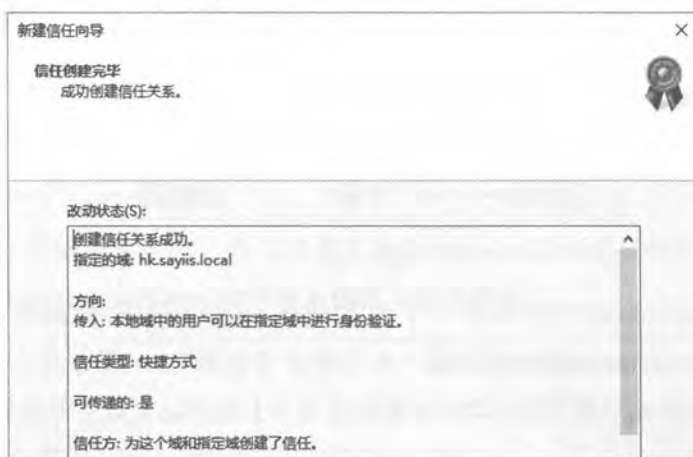 新建信任向导
信任创建完毕
成功创建信任关系。
改动状态(S):
创建信任关系成功。
指定的域: hk.sayiis.local
方向:
传入: 本地域中的用户可以在指定域中进行身份验证。
信任类型: 快捷方式
可传递的: 是
信任方: 为这个域和指定域创建了信任。